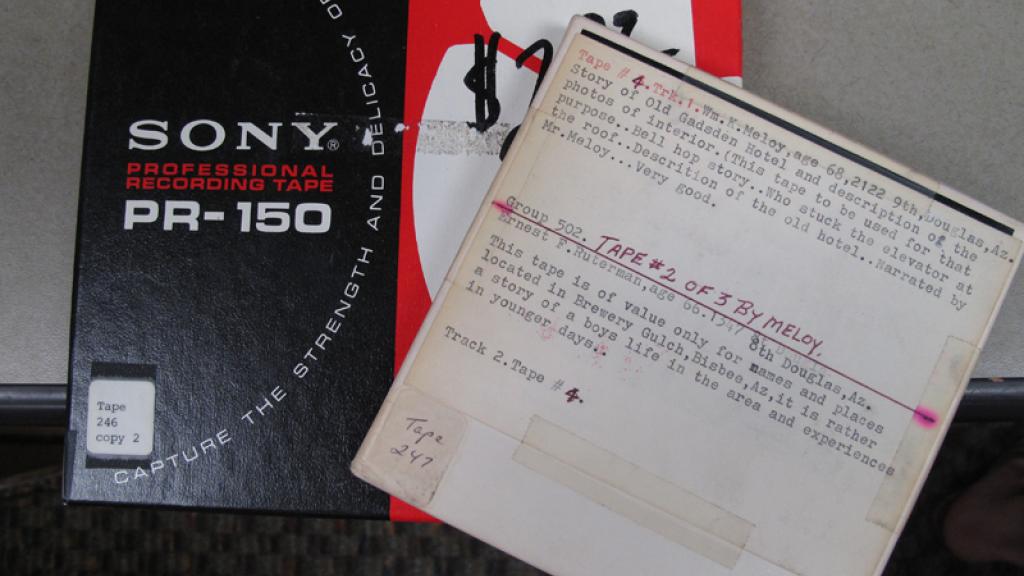 SONY®
PROFESSIONAL
RECORDING TAPE
PR-150
CAPTURE THE STRENGTH AND DELICACY O
Tape
246
copy 2
$
Tape #4.Trk.1.Wm.K.Meloy,age 68,2122 9th,Douglas,Az.
Story of Old Gadsden Hotel and description of the
photos of interior.(This tape to be used for that
purpose..Bell hop story..Who stuck the elevator at
the roof..Descrition of the old hotel..Narrated by
Mr.Meloy...Very good.
Meloy...
Group 502. TAPE #2 OF 3 BY MELOY.
Ernest F.Ruterman,age 66.1347 8th Douglas,Az.
This tape is of value only for names and places
located in Brewery Gulch,Bisbee,Az,it is rather
a story of a boys life in the area and experiences
in younger days..
Track 2.Tape #4.
Tape
247